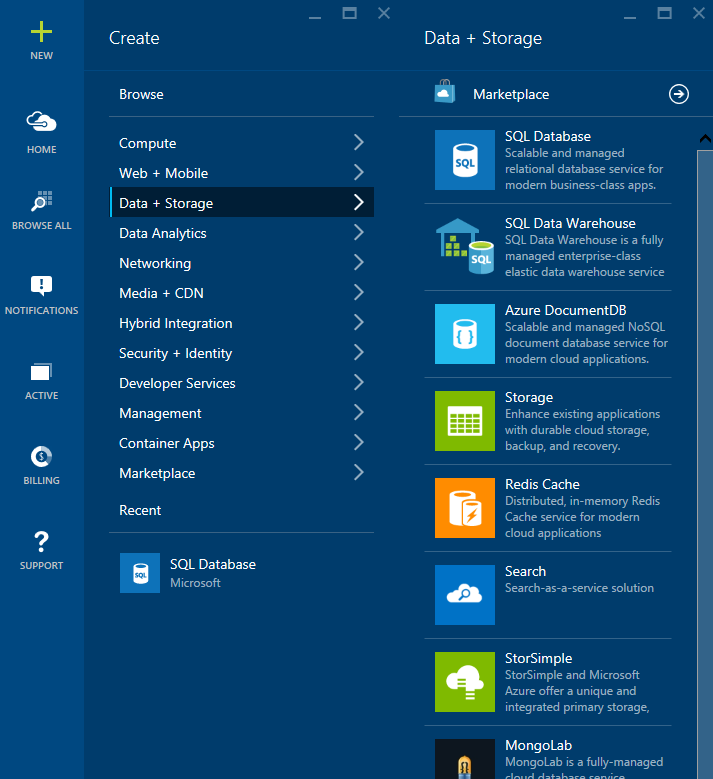 NEW
HOME
BROWSE ALL
NOTIFICATIONS
ACTIVE
BILLING
SUPPORT
Create
Browse
Compute
Web + Mobile
Data + Storage
Data Analytics
Networking
Media + CDN
Hybrid Integration
Security + Identity
Developer Services
Management
Container Apps
Marketplace
Recent
SQL
SQL Database
Microsoft
Data + Storage
Marketplace
SQL
SQL Database
Scalable and managed
relational database service for
modern business-class apps.
SQL
SQL Data Warehouse
SQL Data Warehouse is a fully
managed enterprise-class
elastic data warehouse service
Azure DocumentDB
Scalable and managed NoSQL
document database service for
modern cloud applications.
Storage
Enhance existing applications
with durable cloud storage,
backup, and recovery.
Redis Cache
Distributed, in-memory Redis
Cache service for modern
cloud applications
Search
Search-as-a-service solution
StorSimple
StorSimple and Microsoft
Azure offer a unique and
integrated primary storage,
MongoLab
MongoLab is a fully-managed
cloud database service